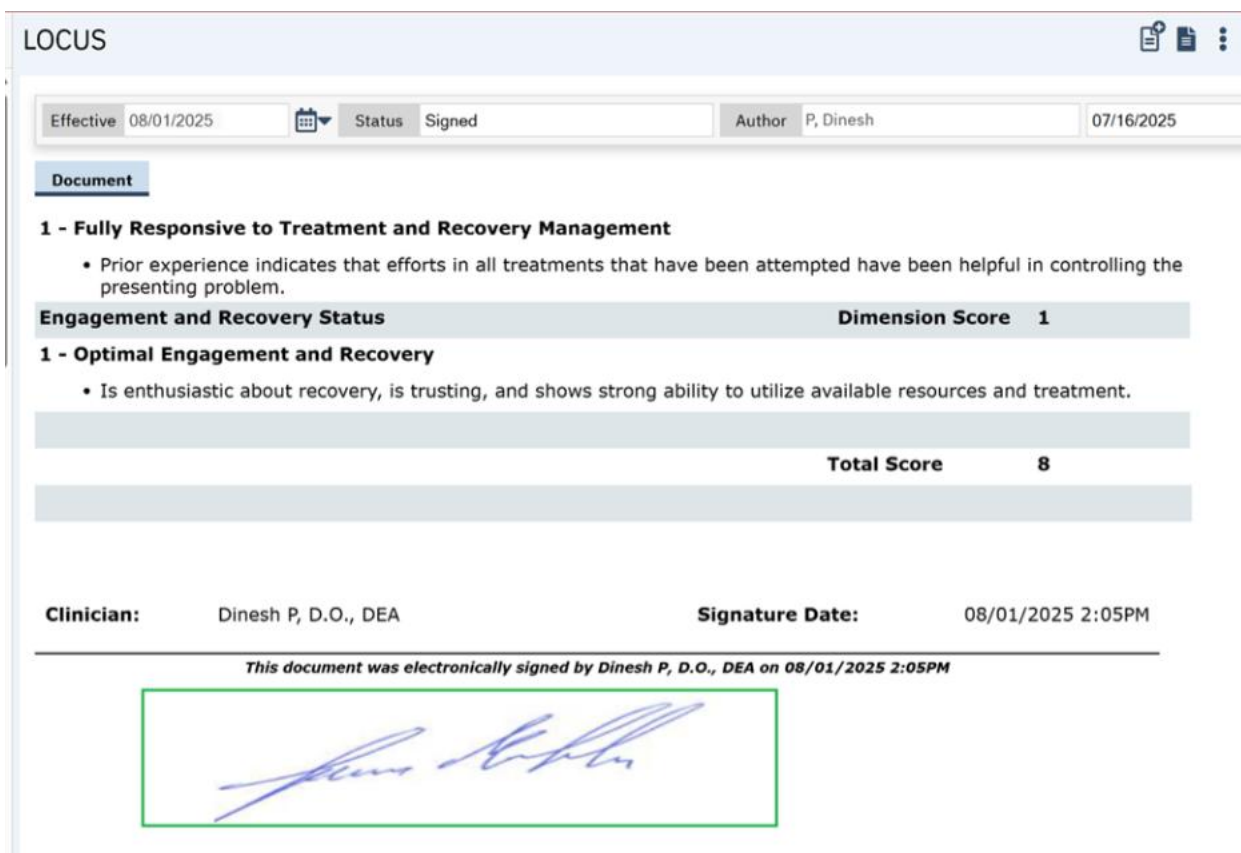 LOCUS
Effective 08/01/2025 Status Signed Author P, Dinesh 07/16/2025
Document
1 - Fully Responsive to Treatment and Recovery Management
• Prior experience indicates that efforts in all treatments that have been attempted have been helpful in controlling the
presenting problem.
Engagement and Recovery Status Dimension Score 1
1 - Optimal Engagement and Recovery
• Is enthusiastic about recovery, is trusting, and shows strong ability to utilize available resources and treatment.
Total Score 8
Clinician: Dinesh P, D.O., DEA Signature Date: 08/01/2025 2:05PM
This document was electronically signed by Dinesh P, D.O., DEA on 08/01/2025 2:05PM